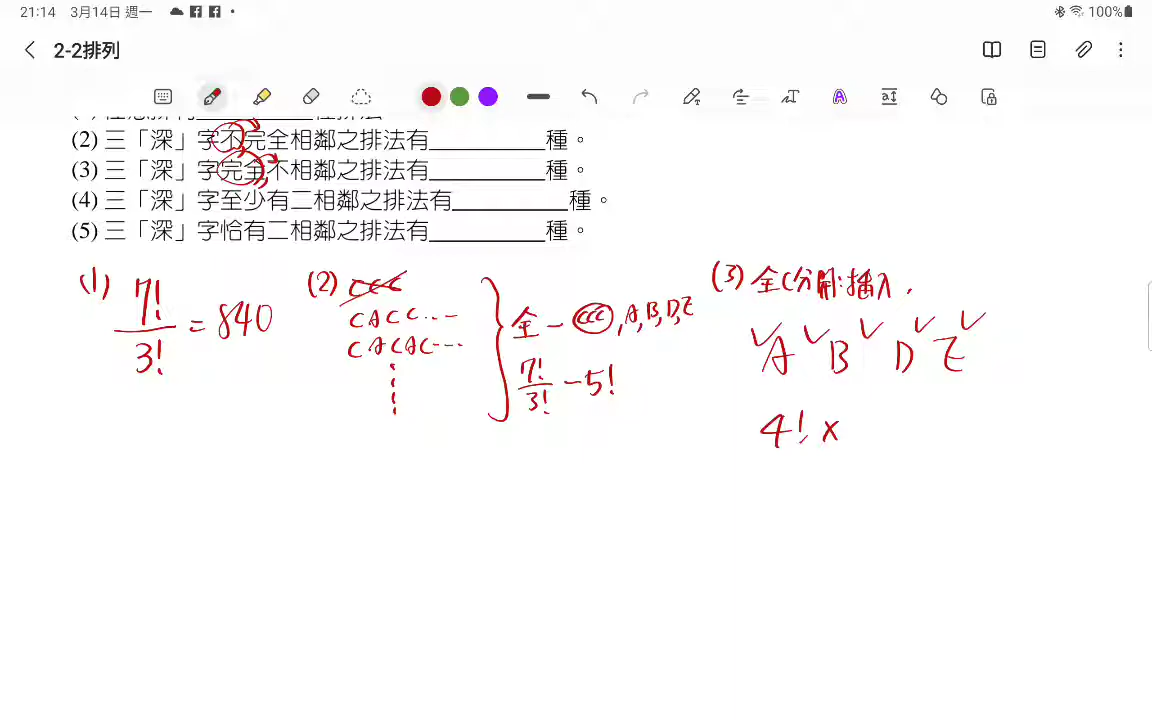 21:14 3月14日 週一 100%
2-2排列
(2) 三「深」字不完全相鄰之排法有__________種。
(3) 三「深」字完全不相鄰之排法有__________種。
(4) 三「深」字至少有二相鄰之排法有__________種。
(5) 三「深」字恰有二相鄰之排法有__________種。
(1) 7!/3! = 840
(2) CCC
CACC...
CACAC...
全 - CCC, A, B, D, E
7!/3! - 5!
(3) 全C分開:插入,
A B D E
4! ×